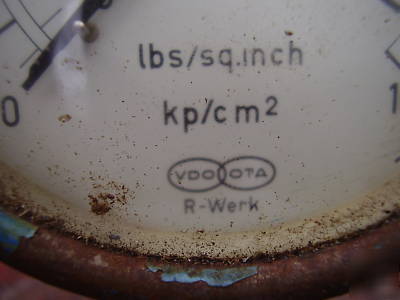 lbs/sq.inch
kp/cm²
VDO OTA
R-Werk
0 1